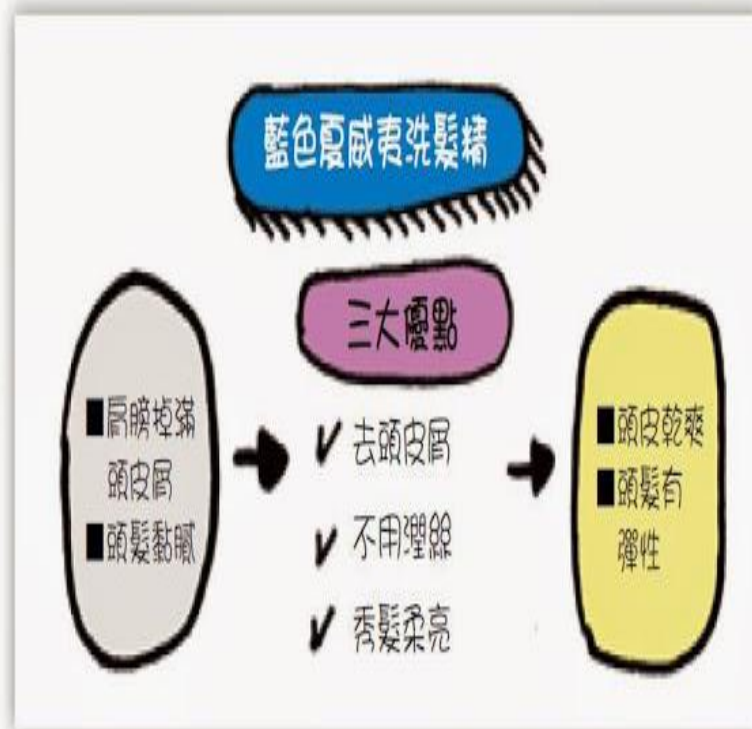 藍色夏威夷洗髮精
三大優點
■肩膀掉滿
頭皮屑
■頭髮黏膩
✓ 去頭皮屑
✓ 不用潤絲
✓ 秀髮柔亮
■頭皮乾爽
■頭髮有
彈性